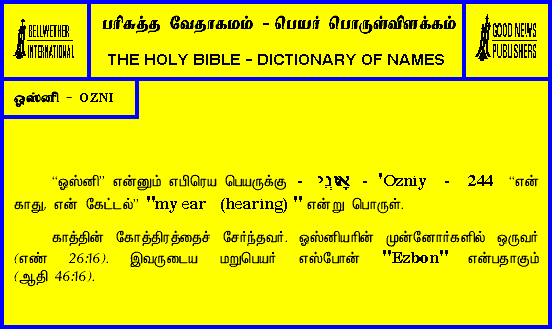 BELLWETHER
INTERNATIONAL
பரிசுத்த வேதாகமம் - பெயர் பொருள்விளக்கம்
THE HOLY BIBLE - DICTIONARY OF NAMES
GOOD NEWS
PUBLISHERS
ஒஸ்னி - OZNI
“ஒஸ்னி” என்னும் எபிரெய பெயருக்கு - אׇזְנִי - 'Ozniy - 244 “என்
காது, என் கேட்டல்” "my ear (hearing) " என்று பொருள்.
காத்தின் கோத்திரத்தைச் சேர்ந்தவர். ஒஸ்னியரின் முன்னோர்களில் ஒருவர்
(எண் 26:16). இவருடைய மறுபெயர் எஸ்போன் "Ezbon" என்பதாகும்
(ஆதி 46:16).